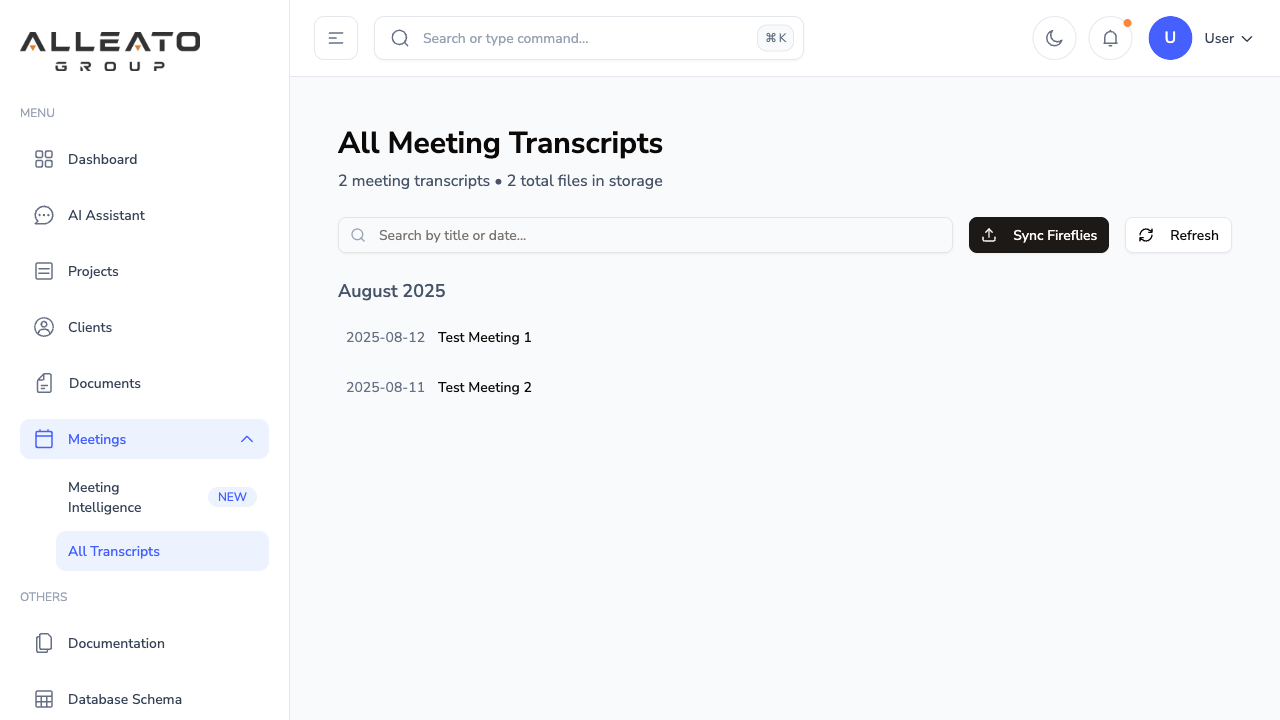 ALLEATO
GROUP
MENU
Dashboard
AI Assistant
Projects
Clients
Documents
Meetings
Meeting
Intelligence
NEW
All Transcripts
OTHERS
Documentation
Database Schema
Search or type command...
⌘ K
U
User
All Meeting Transcripts
2 meeting transcripts • 2 total files in storage
Search by title or date...
Sync Fireflies
Refresh
August 2025
2025-08-12 Test Meeting 1
2025-08-11 Test Meeting 2